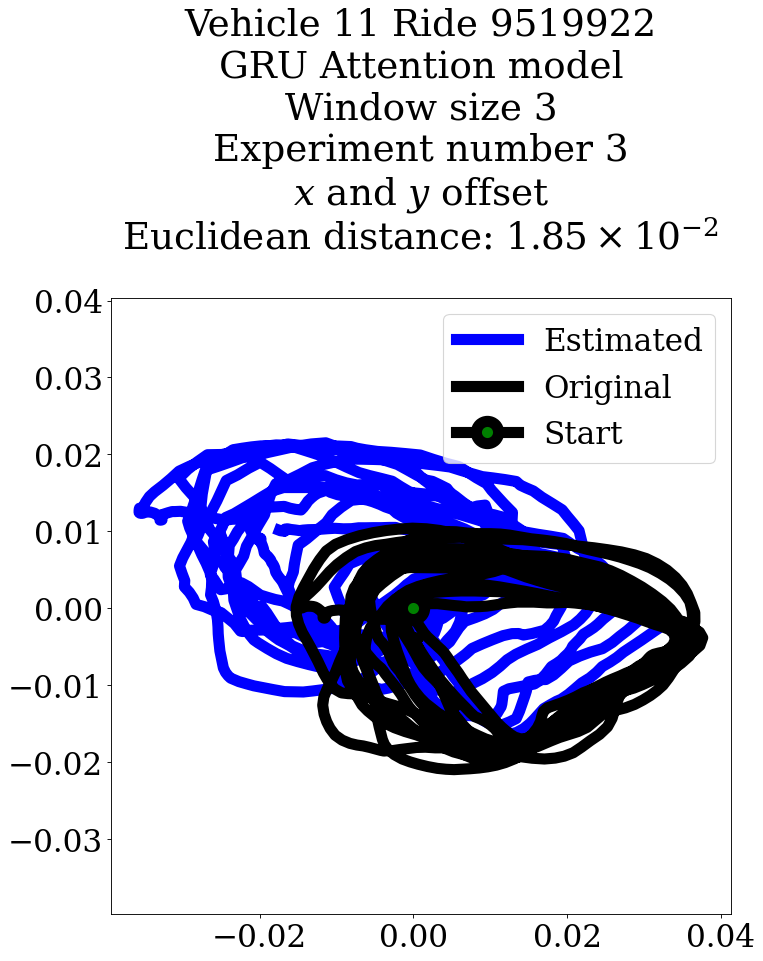 Vehicle 11 Ride 9519922
GRU Attention model
Window size 3
Experiment number 3
x and y offset
Euclidean distance: 1.85 × 10⁻²
0.04
0.03
0.02
0.01
0.00
−0.01
−0.02
−0.03
Estimated
Original
Start
−0.02 0.00 0.02 0.04